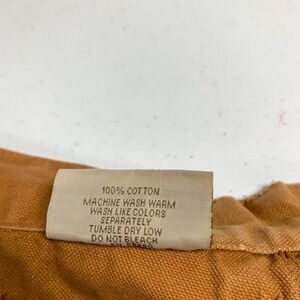 100% COTTON
MACHINE WASH WARM
WASH LIKE COLORS
SEPARATELY
TUMBLE DRY LOW
DO NOT BLEACH